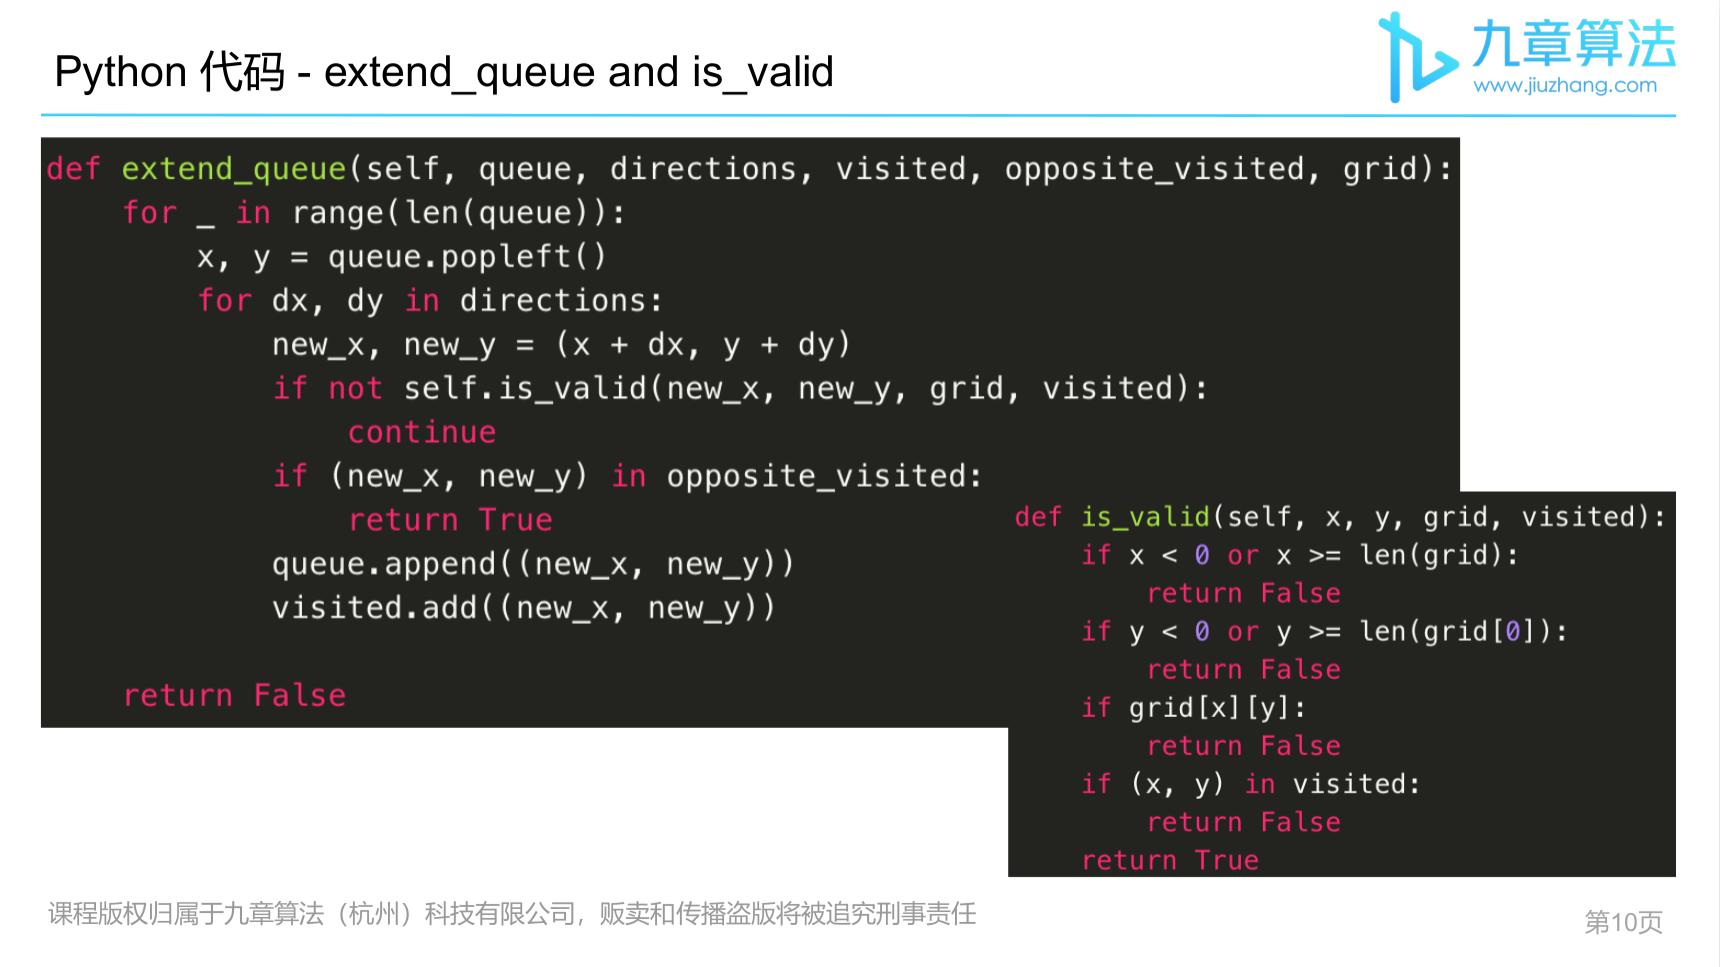 Python 代码 - extend_queue and is_valid
九章算法
www.jiuzhang.com
def extend_queue(self, queue, directions, visited, opposite_visited, grid):
    for _ in range(len(queue)):
        x, y = queue.popleft()
        for dx, dy in directions:
            new_x, new_y = (x + dx, y + dy)
            if not self.is_valid(new_x, new_y, grid, visited):
                continue
            if (new_x, new_y) in opposite_visited:
                return True
            queue.append((new_x, new_y))
            visited.add((new_x, new_y))
    return False
def is_valid(self, x, y, grid, visited):
    if x < 0 or x >= len(grid):
        return False
    if y < 0 or y >= len(grid[0]):
        return False
    if grid[x][y]:
        return False
    if (x, y) in visited:
        return False
    return True
课程版权归属于九章算法（杭州）科技有限公司，贩卖和传播盗版将被追究刑事责任
第10页